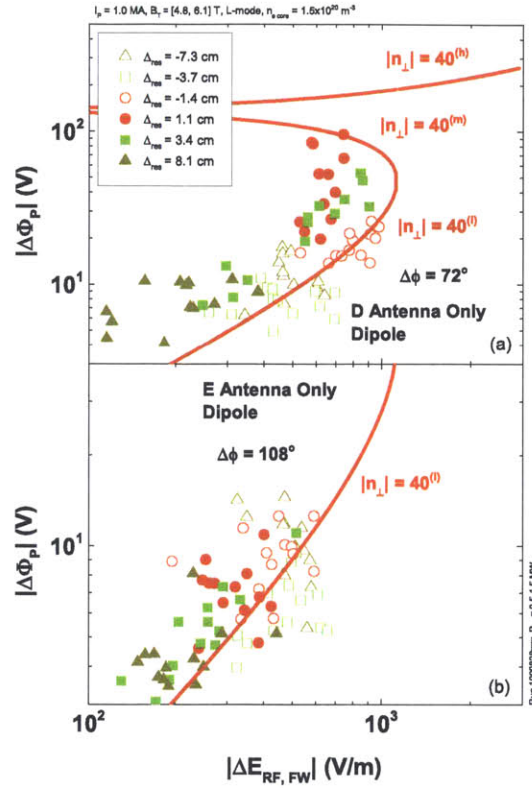 I_P = 1.0 MA, B_T = [4.8, 6.1] T, L-mode, n_e core = 1.5x10^20 m^-3
Δ_res = -7.3 cm
Δ_res = -3.7 cm
Δ_res = -1.4 cm
Δ_res = 1.1 cm
Δ_res = 3.4 cm
Δ_res = 8.1 cm
|n_⊥| = 40^(h)
|n_⊥| = 40^(m)
|n_⊥| = 40^(l)
10^2
10^1
|ΔΦ_P| (V)
Δϕ = 72°
D Antenna Only
Dipole
(a)
E Antenna Only
Dipole
Δϕ = 108°
|n_⊥| = 40^(l)
10^1
|ΔΦ_P| (V)
(b)
10^2
10^3
|ΔE_RF, FW| (V/m)